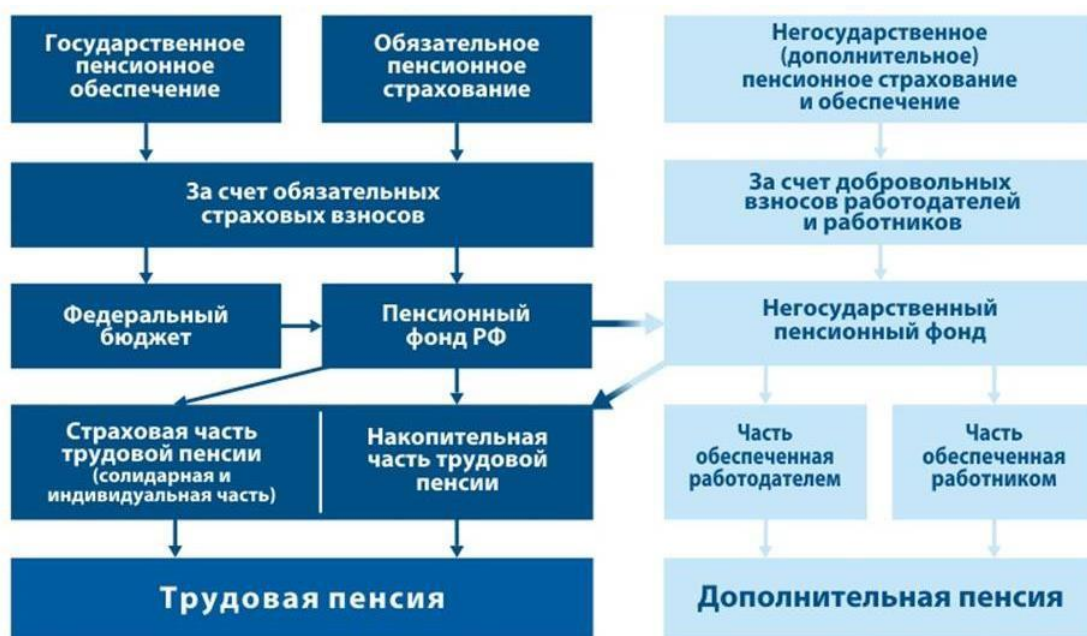 Государственное
пенсионное
обеспечение
Обязательное
пенсионное
страхование
Негосударственное
(дополнительное)
пенсионное страхование
и обеспечение
За счет обязательных
страховых взносов
За счет добровольных
взносов работодателей
и работников
Федеральный
бюджет
Пенсионный
фонд РФ
Негосударственный
пенсионный фонд
Страховая часть
трудовой пенсии
(солидарная и
индивидуальная часть)
Накопительная
часть трудовой
пенсии
Часть
обеспеченная
работодателем
Часть
обеспеченная
работником
Трудовая пенсия
Дополнительная пенсия